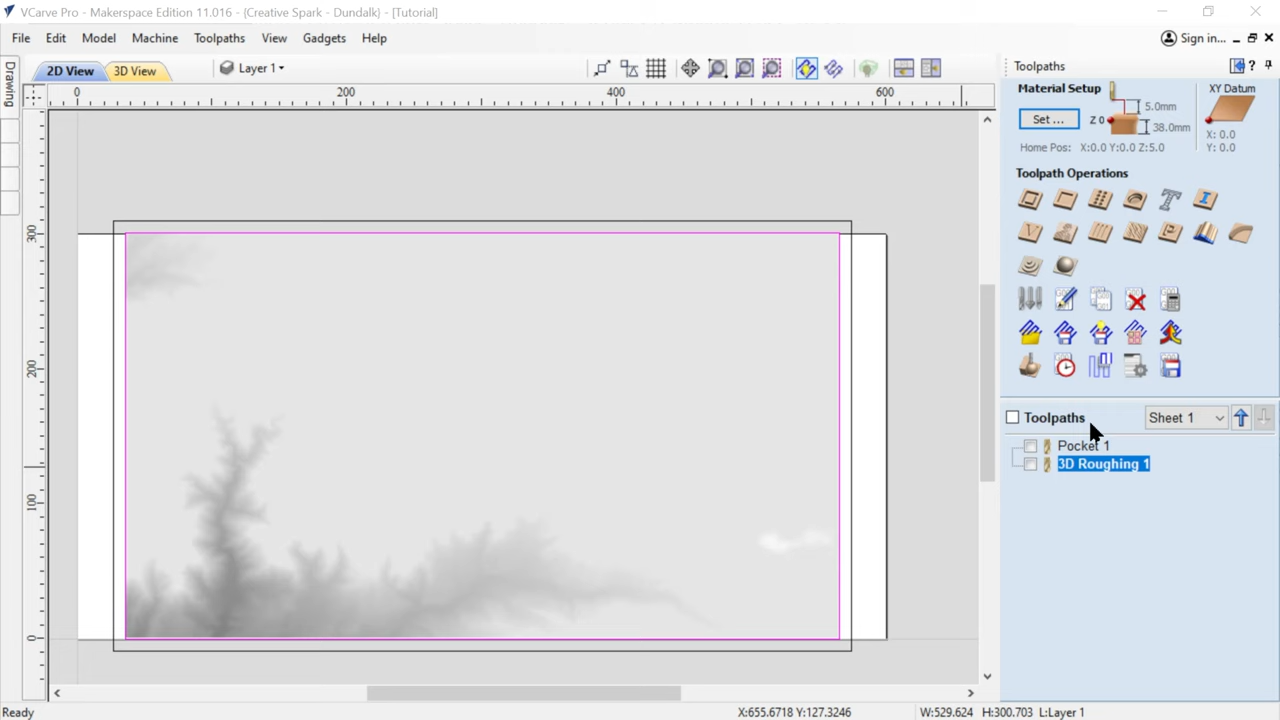 VCarve Pro - Makerspace Edition 11.016 - {Creative Spark - Dundalk} - [Tutorial]
File Edit Model Machine Toolpaths View Gadgets Help
Sign in...
Drawing
2D View 3D View Layer 1
Toolpaths
0 200 400 600
300
200
100
0
Material Setup
Set ...
Z 0
5.0mm
38.0mm
XY Datum
X: 0.0
Y: 0.0
Home Pos: X:0.0 Y:0.0 Z:5.0
Toolpath Operations
Toolpaths Sheet 1
Pocket 1
3D Roughing 1
Ready X:655.6718 Y:127.3246 W:529.624 H:300.703 L:Layer 1